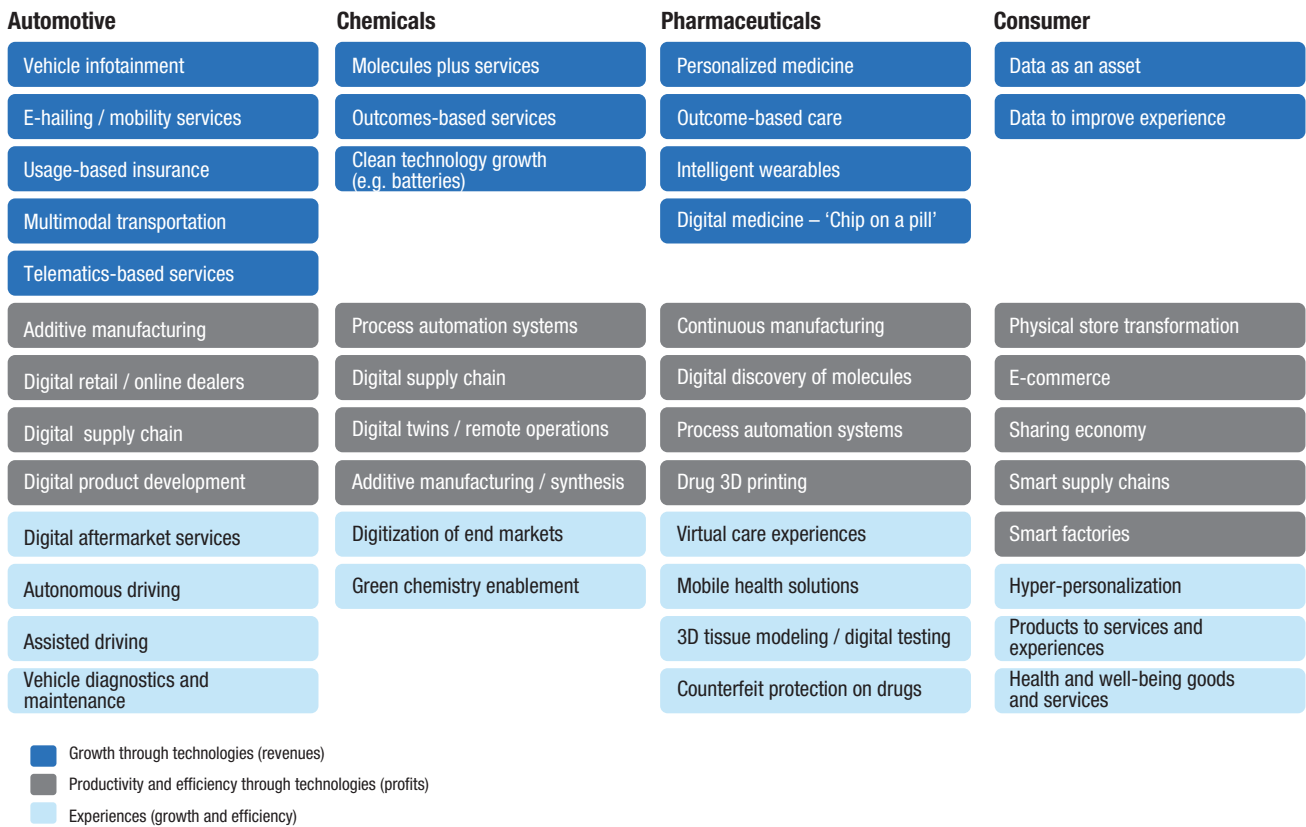 Automotive
Vehicle infotainment
E-hailing / mobility services
Usage-based insurance
Multimodal transportation
Telematics-based services
Additive manufacturing
Digital retail / online dealers
Digital  supply chain
Digital product development
Digital aftermarket services
Autonomous driving
Assisted driving
Vehicle diagnostics and
maintenance
Chemicals
Molecules plus services
Outcomes-based services
Clean technology growth
(e.g. batteries)
Process automation systems
Digital supply chain
Digital twins / remote operations
Additive manufacturing / synthesis
Digitization of end markets
Green chemistry enablement
Pharmaceuticals
Personalized medicine
Outcome-based care
Intelligent wearables
Digital medicine – ‘Chip on a pill’
Continuous manufacturing
Digital discovery of molecules
Process automation systems
Drug 3D printing
Virtual care experiences
Mobile health solutions
3D tissue modeling / digital testing
Counterfeit protection on drugs
Consumer
Data as an asset
Data to improve experience
Physical store transformation
E-commerce
Sharing economy
Smart supply chains
Smart factories
Hyper-personalization
Products to services and
experiences
Health and well-being goods
and services
Growth through technologies (revenues)
Productivity and efficiency through technologies (profits)
Experiences (growth and efficiency)